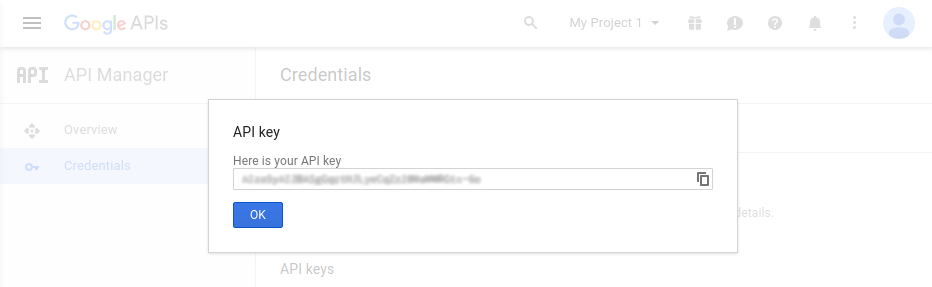 Google APIs
My Project 1
API API Manager
Credentials
Overview
Credentials
API key
Here is your API key
OK
details.
API keys